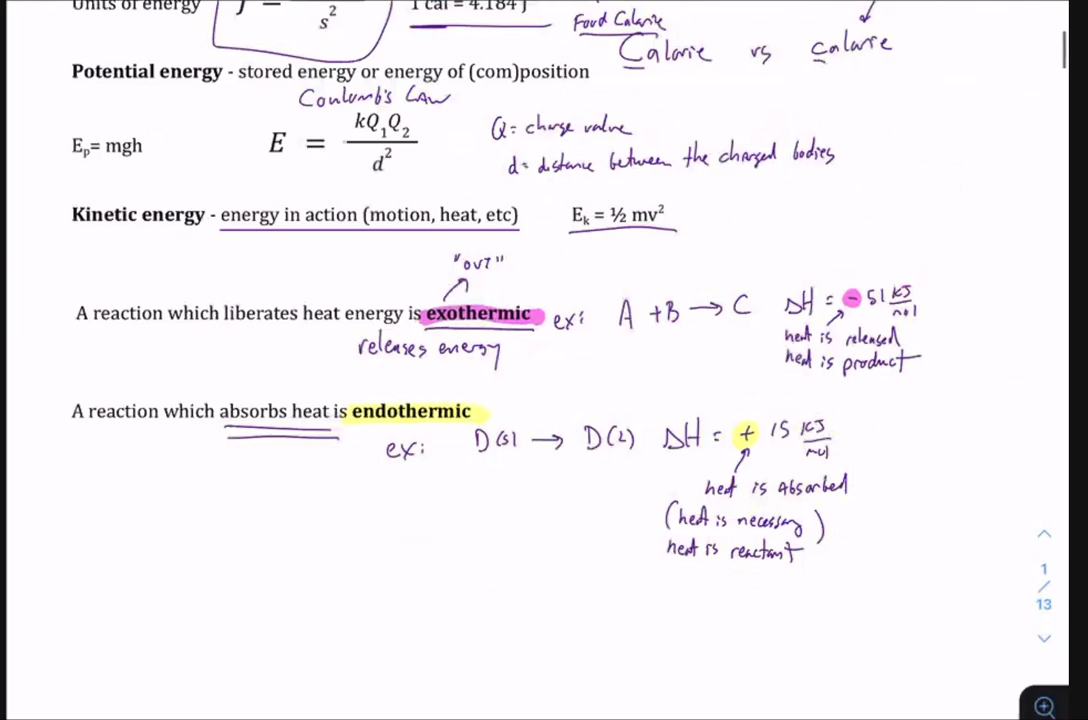 Units of energy J = s² 1 cal = 4.184 J
Food Calorie
Calorie vs calorie
Potential energy - stored energy or energy of (com)position
Coulomb's Law
Eₚ= mgh E = kQ₁Q₂ / d²
Q = charge value
d = distance between the charged bodies
Kinetic energy - energy in action (motion, heat, etc) Eₖ = ½ mv²
"OUT"
A reaction which liberates heat energy is exothermic ex: A + B → C ΔH = - 51 kJ/mol
releases energy
heat is released
heat is product
A reaction which absorbs heat is endothermic
ex: D(s) → D(l) ΔH = + 15 kJ/mol
heat is Absorbed
(heat is necessary)
heat is reactant
1
/
13